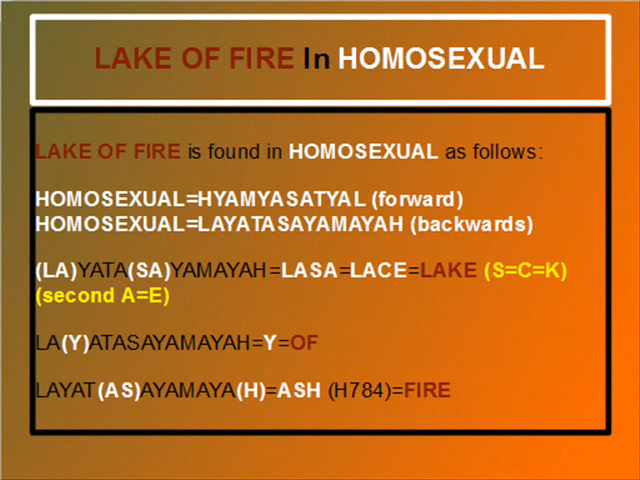 LAKE OF FIRE In HOMOSEXUAL
LAKE OF FIRE is found in HOMOSEXUAL as follows:
HOMOSEXUAL=HYAMYASATYAL (forward)
HOMOSEXUAL=LAYATASAYAMAYAH (backwards)
(LA)YATA(SA)YAMAYAH=LASA=LACE=LAKE (S=C=K)
(second A=E)
LA(Y)ATASAYAMAYAH=Y=OF
LAYAT(AS)AYAMAYA(H)=ASH (H784)=FIRE